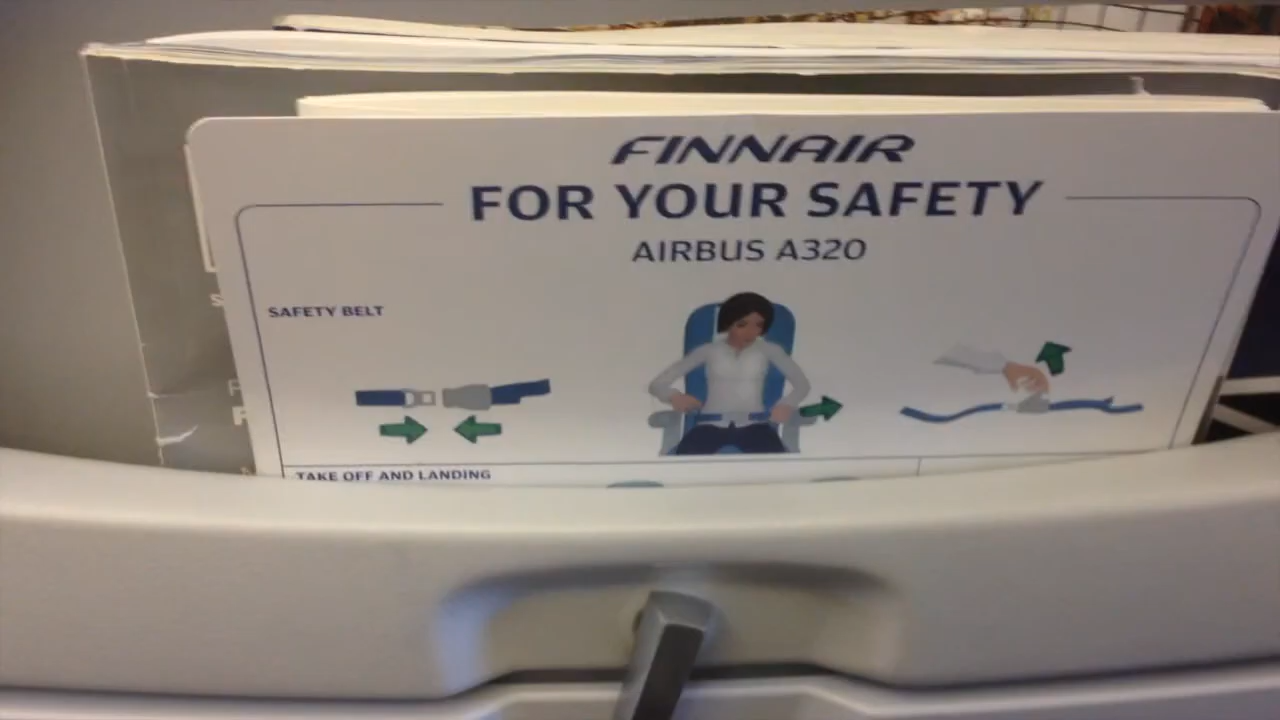 FINNAIR
FOR YOUR SAFETY
AIRBUS A320
SAFETY BELT
TAKE OFF AND LANDING